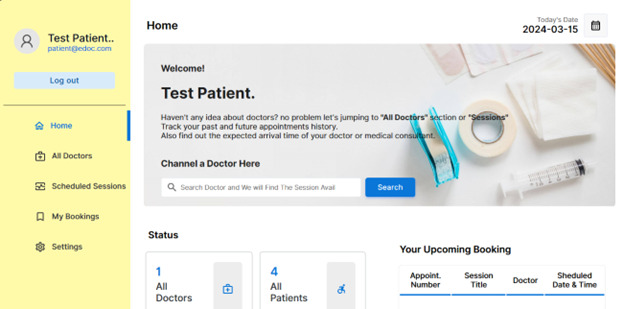 Test Patient..
patient@edoc.com
Log out
Home
All Doctors
Scheduled Sessions
My Bookings
Settings
Home
Today's Date
2024-03-15
Welcome!
Test Patient.
Haven't any idea about doctors? no problem let's jumping to "All Doctors" section or "Sessions"
Track your past and future appointments history.
Also find out the expected arrival time of your doctor or medical consultant.
Channel a Doctor Here
Search Doctor and We will Find The Session Avail
Search
Status
1
All
Doctors
4
All
Patients
Your Upcoming Booking
Appoint.
Number
Session
Title
Doctor
Sheduled
Date & Time